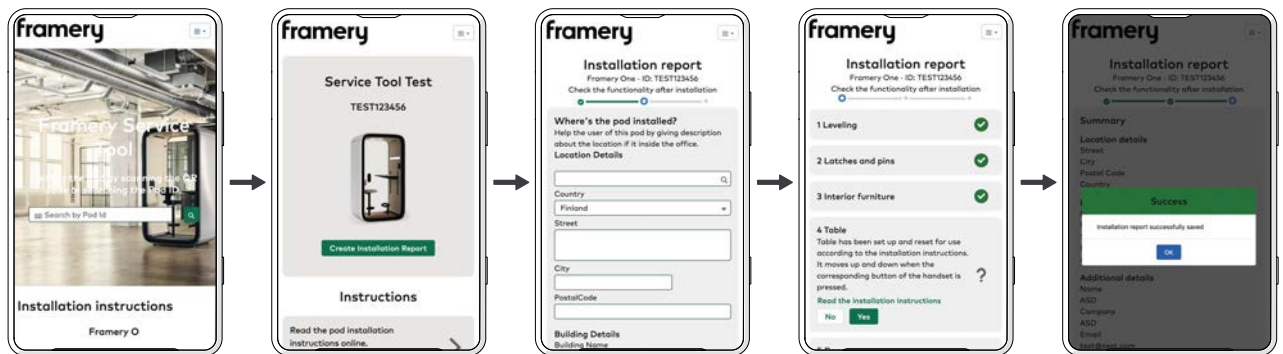 framery
Framery Service
Tool
Search by Pod Id
Installation instructions
Framery O
framery
Service Tool Test
TEST123456
Create Installation Report
Instructions
Read the pod installation
instructions online.
framery
Installation report
Framery One - ID: TEST123456
Check the functionality after installation
Where's the pod installed?
Help the user of this pod by giving description
about the location if it inside the office.
Location Details
Country
Finland
Street
City
PostalCode
Building Details
Building Name
framery
Installation report
Framery One - ID: TEST123456
Check the functionality after installation
1 Leveling
2 Latches and pins
3 Interior furniture
4 Table
Table has been set up and reset for use
according to the installation instructions.
It moves up and down when the
corresponding button of the handset is
pressed.
?
Read the installation instructions
No Yes
framery
Installation report
Framery One - ID: TEST123456
Check the functionality after installation
Summary
Location details
Street
City
Postal Code
Country
Success
Installation report successfully saved
OK
Additional details
Name
ASD
Company
ASD
Email
test@test.com